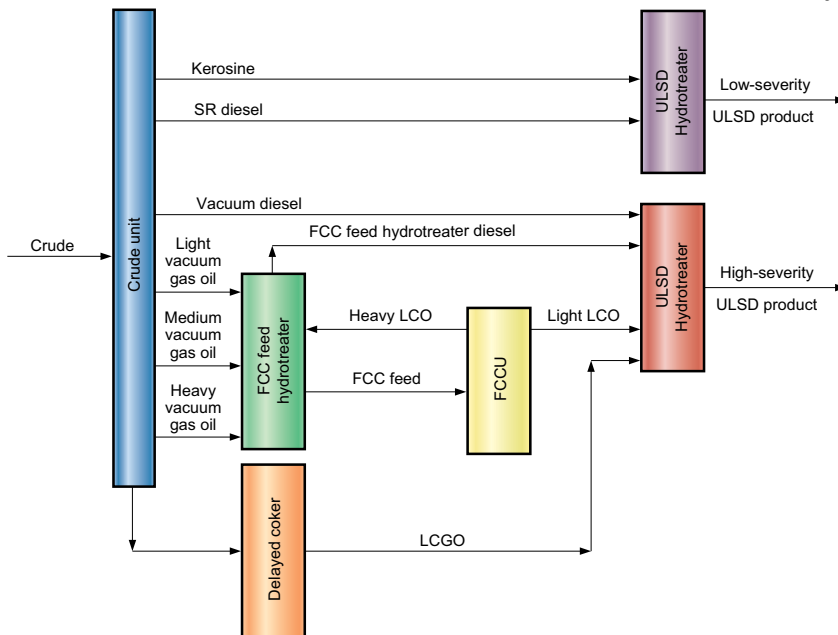 Kerosine
SR diesel
ULSD
Hydrotreater
Low-severity
ULSD product
Crude
Crude unit
Vacuum diesel
FCC feed hydrotreater diesel
Light
vacuum
gas oil
Medium
vacuum
gas oil
Heavy
vacuum
gas oil
FCC feed
hydrotreater
Heavy LCO
FCC feed
FCCU
Light LCO
ULSD
Hydrotreater
High-severity
ULSD product
Delayed coker
LCGO